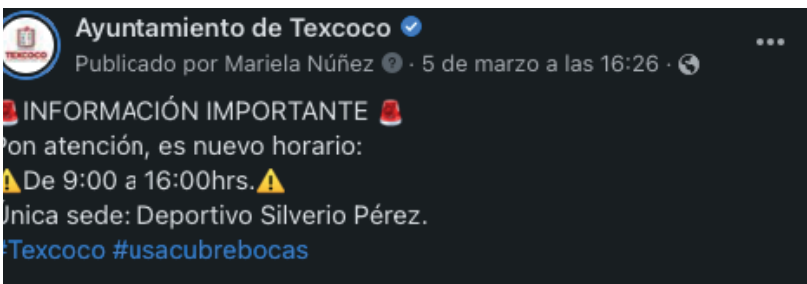 TEXCOCO
Ayuntamiento de Texcoco
Publicado por Mariela Núñez · 5 de marzo a las 16:26 ·
🚨INFORMACIÓN IMPORTANTE 🚨
Pon atención, es nuevo horario:
⚠️De 9:00 a 16:00hrs.⚠️
Única sede: Deportivo Silverio Pérez.
#Texcoco #usacubrebocas